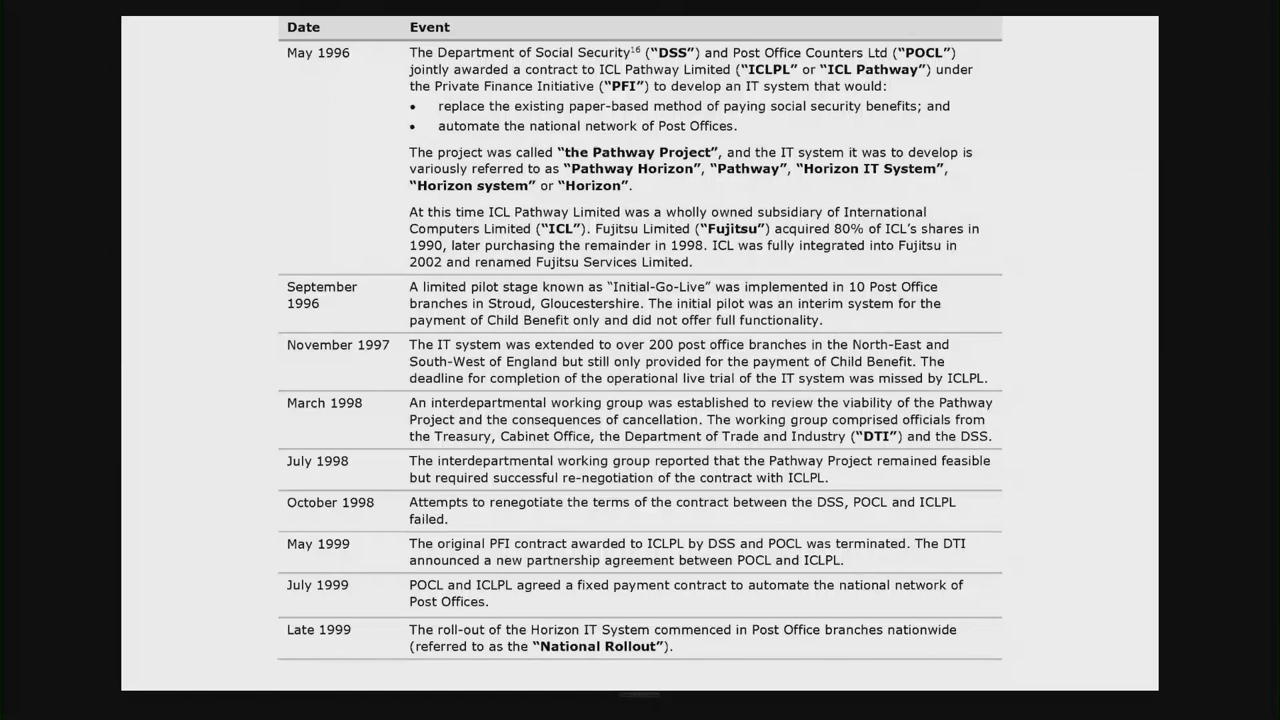 Date Event
May 1996 The Department of Social Security16 (“DSS”) and Post Office Counters Ltd (“POCL”)
jointly awarded a contract to ICL Pathway Limited (“ICLPL” or “ICL Pathway”) under
the Private Finance Initiative (“PFI”) to develop an IT system that would:
• replace the existing paper-based method of paying social security benefits; and
• automate the national network of Post Offices.
The project was called “the Pathway Project”, and the IT system it was to develop is
variously referred to as “Pathway Horizon”, “Pathway”, “Horizon IT System”,
“Horizon system” or “Horizon”.
At this time ICL Pathway Limited was a wholly owned subsidiary of International
Computers Limited (“ICL”). Fujitsu Limited (“Fujitsu”) acquired 80% of ICL’s shares in
1990, later purchasing the remainder in 1998. ICL was fully integrated into Fujitsu in
2002 and renamed Fujitsu Services Limited.
September A limited pilot stage known as “Initial-Go-Live” was implemented in 10 Post Office
1996 branches in Stroud, Gloucestershire. The initial pilot was an interim system for the
payment of Child Benefit only and did not offer full functionality.
November 1997 The IT system was extended to over 200 post office branches in the North-East and
South-West of England but still only provided for the payment of Child Benefit. The
deadline for completion of the operational live trial of the IT system was missed by ICLPL.
March 1998 An interdepartmental working group was established to review the viability of the Pathway
Project and the consequences of cancellation. The working group comprised officials from
the Treasury, Cabinet Office, the Department of Trade and Industry (“DTI”) and the DSS.
July 1998 The interdepartmental working group reported that the Pathway Project remained feasible
but required successful re-negotiation of the contract with ICLPL.
October 1998 Attempts to renegotiate the terms of the contract between the DSS, POCL and ICLPL
failed.
May 1999 The original PFI contract awarded to ICLPL by DSS and POCL was terminated. The DTI
announced a new partnership agreement between POCL and ICLPL.
July 1999 POCL and ICLPL agreed a fixed payment contract to automate the national network of
Post Offices.
Late 1999 The roll-out of the Horizon IT System commenced in Post Office branches nationwide
(referred to as the “National Rollout”).